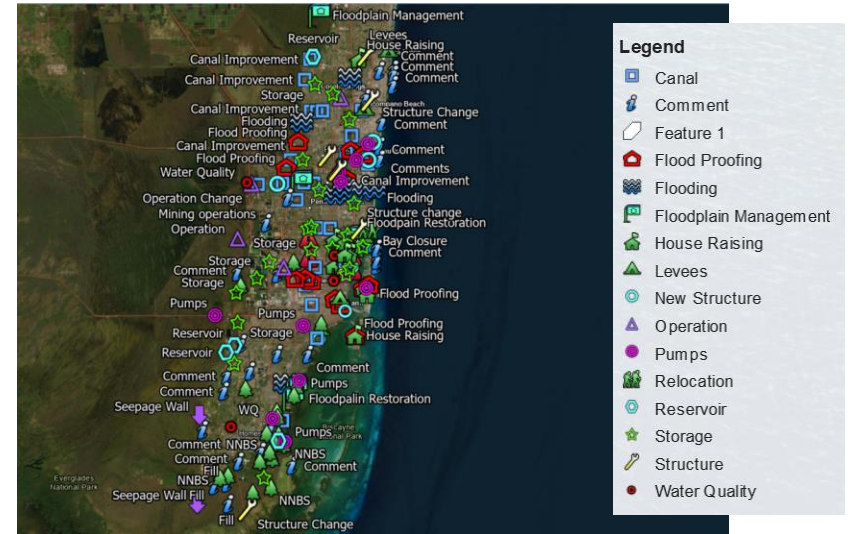 Floodplain Management
Reservoir
Levees
House Raising
Canal Improvement
Comment
Comment
Canal Improvement
Comment
Storage
Pompano Beach
Canal Improvement
Structure Change
Flooding
Comment
Flood Proofing
Canal Improvement
Comment
Flood Proofing
Water Quality
Comments
Canal Improvement
Operation Change
Flooding
Mining operations
Structure change
Operation
Floodpain Restoration
Storage
Bay Closure
Comment
Storage
Comment
Storage
Flood Proofing
Pumps
Pumps
Flood Proofing
Reservoir
Storage
House Raising
Reservoir
Comment
Comment
Pumps
Comment
Floodpalin Restoration
Seepage Wall
WQ
Pumps
Biscayne
National Park
Comment
NNBS
NNBS
Comment
Comment
Fill
Everglades
National Park
NNBS
Seepage Wall
Fill
NNBS
Fill
Structure Change
Legend
Canal
Comment
Feature 1
Flood Proofing
Flooding
Floodplain Management
House Raising
Levees
New Structure
Operation
Pumps
Relocation
Reservoir
Storage
Structure
Water Quality